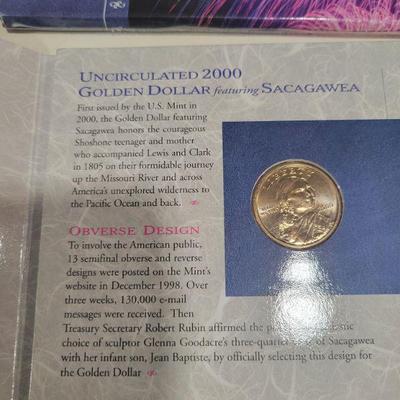 UNCIRCULATED 2000
GOLDEN DOLLAR featuring SACAGAWEA
First issued by the U.S. Mint in
2000, the Golden Dollar featuring
Sacagawea honors the courageous
Shoshone teenager and mother
who accompanied Lewis and Clark
in 1805 on their formidable journey
up the Missouri River and across
America's unexplored wilderness to
the Pacific Ocean and back.
OBVERSE DESIGN
To involve the American public,
13 semifinal obverse and reverse
designs were posted on the Mint's
website in December 1998. Over
three weeks, 130,000 e-mail
messages were received. Then
Treasury Secretary Robert Rubin affirmed the
choice of sculptor Glenna Goodacre's three-quarter of Sacagawea
with her infant son, Jean Baptiste, by officially selecting this design for
the Golden Dollar
LIBERTY